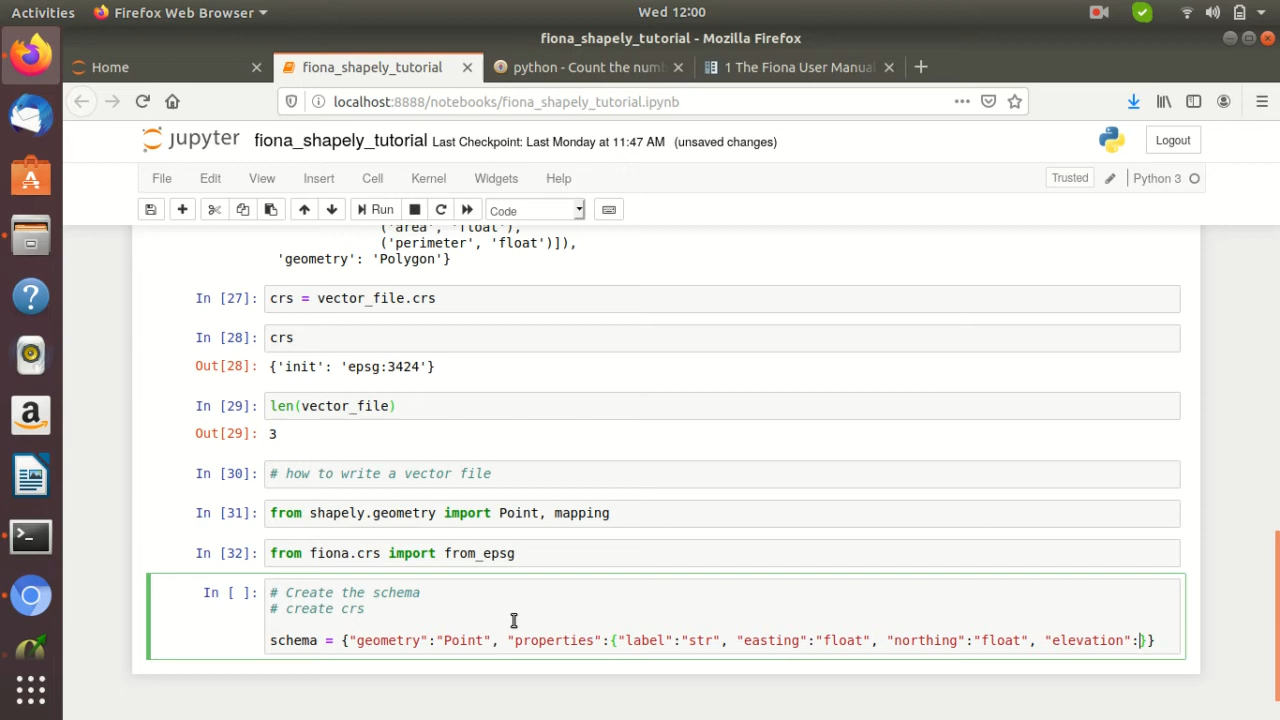 Activities
Firefox Web Browser
Wed 12:00
fiona_shapely_tutorial - Mozilla Firefox
Home
fiona_shapely_tutorial
python - Count the numb
1 The Fiona User Manual
localhost:8888/notebooks/fiona_shapely_tutorial.ipynb
jupyter fiona_shapely_tutorial Last Checkpoint: Last Monday at 11:47 AM (unsaved changes)
Logout
File Edit View Insert Cell Kernel Widgets Help
Trusted
Python 3
Run
Code
('area', 'float'),
('perimeter', 'float')]),
'geometry': 'Polygon'}
In [27]: crs = vector_file.crs
In [28]: crs
Out[28]: {'init': 'epsg:3424'}
In [29]: len(vector_file)
Out[29]: 3
In [30]: # how to write a vector file
In [31]: from shapely.geometry import Point, mapping
In [32]: from fiona.crs import from_epsg
In [ ]: # Create the schema
# create crs
schema = {"geometry":"Point", "properties":{"label":"str", "easting":"float", "northing":"float", "elevation":}}